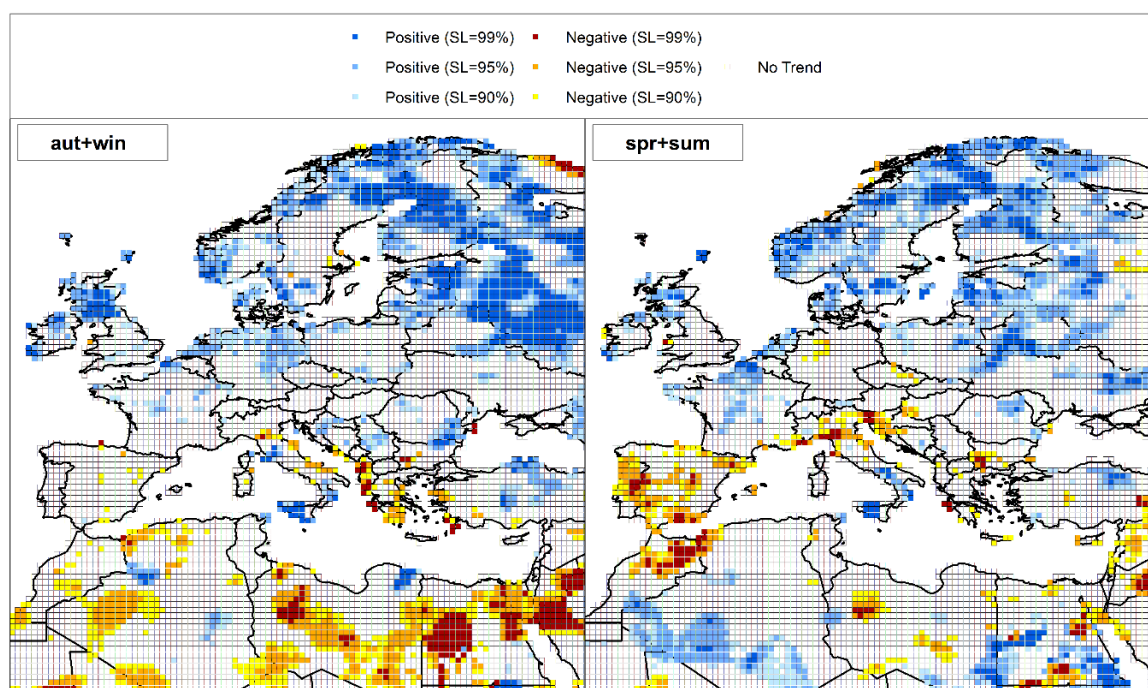 Positive (SL=99%) Negative (SL=99%)
Positive (SL=95%) Negative (SL=95%) No Trend
Positive (SL=90%) Negative (SL=90%)
aut+win spr+sum